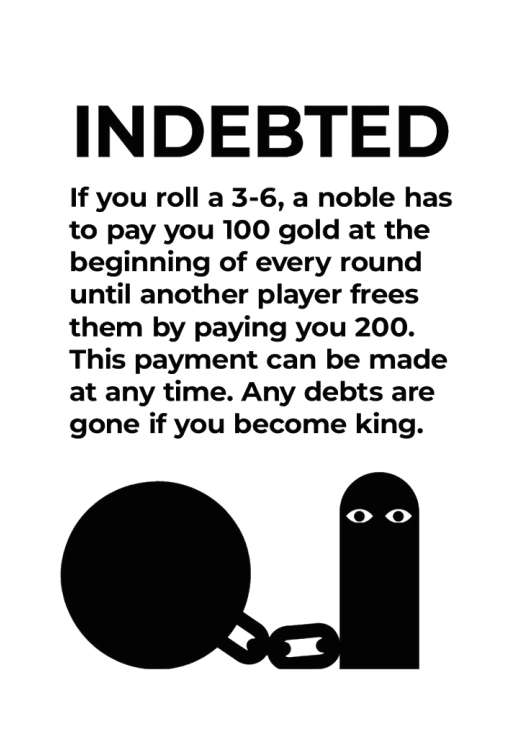 INDEBTED
If you roll a 3-6, a noble has
to pay you 100 gold at the
beginning of every round
until another player frees
them by paying you 200.
This payment can be made
at any time. Any debts are
gone if you become king.